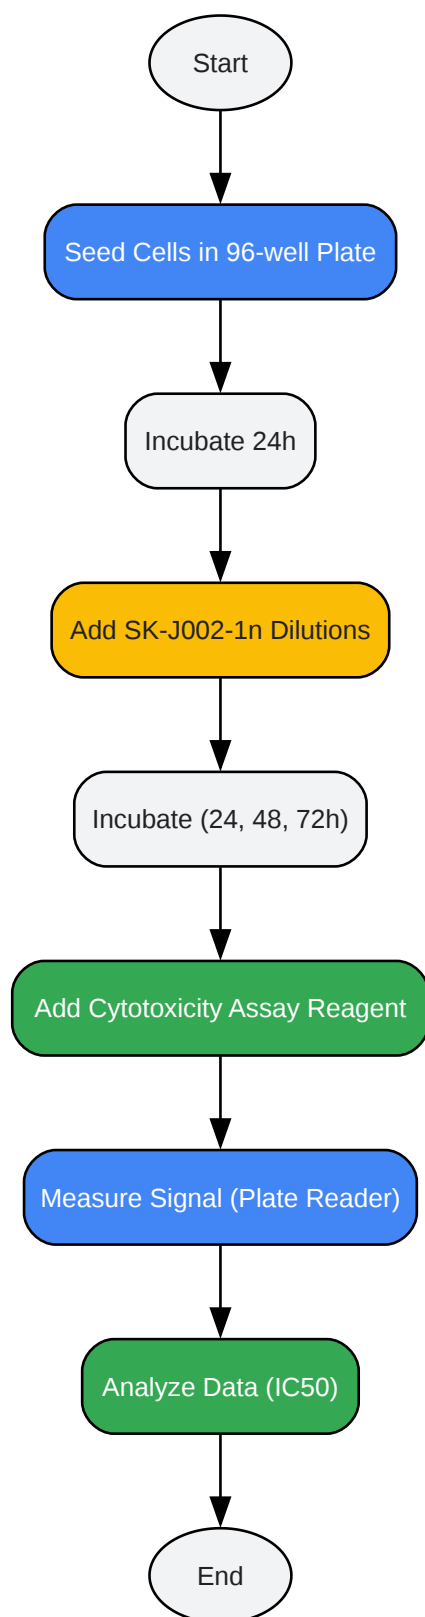 Start
Seed Cells in 96-well Plate
Incubate 24h
Add SK-J002-1n Dilutions
Incubate (24, 48, 72h)
Add Cytotoxicity Assay Reagent
Measure Signal (Plate Reader)
Analyze Data (IC50)
End